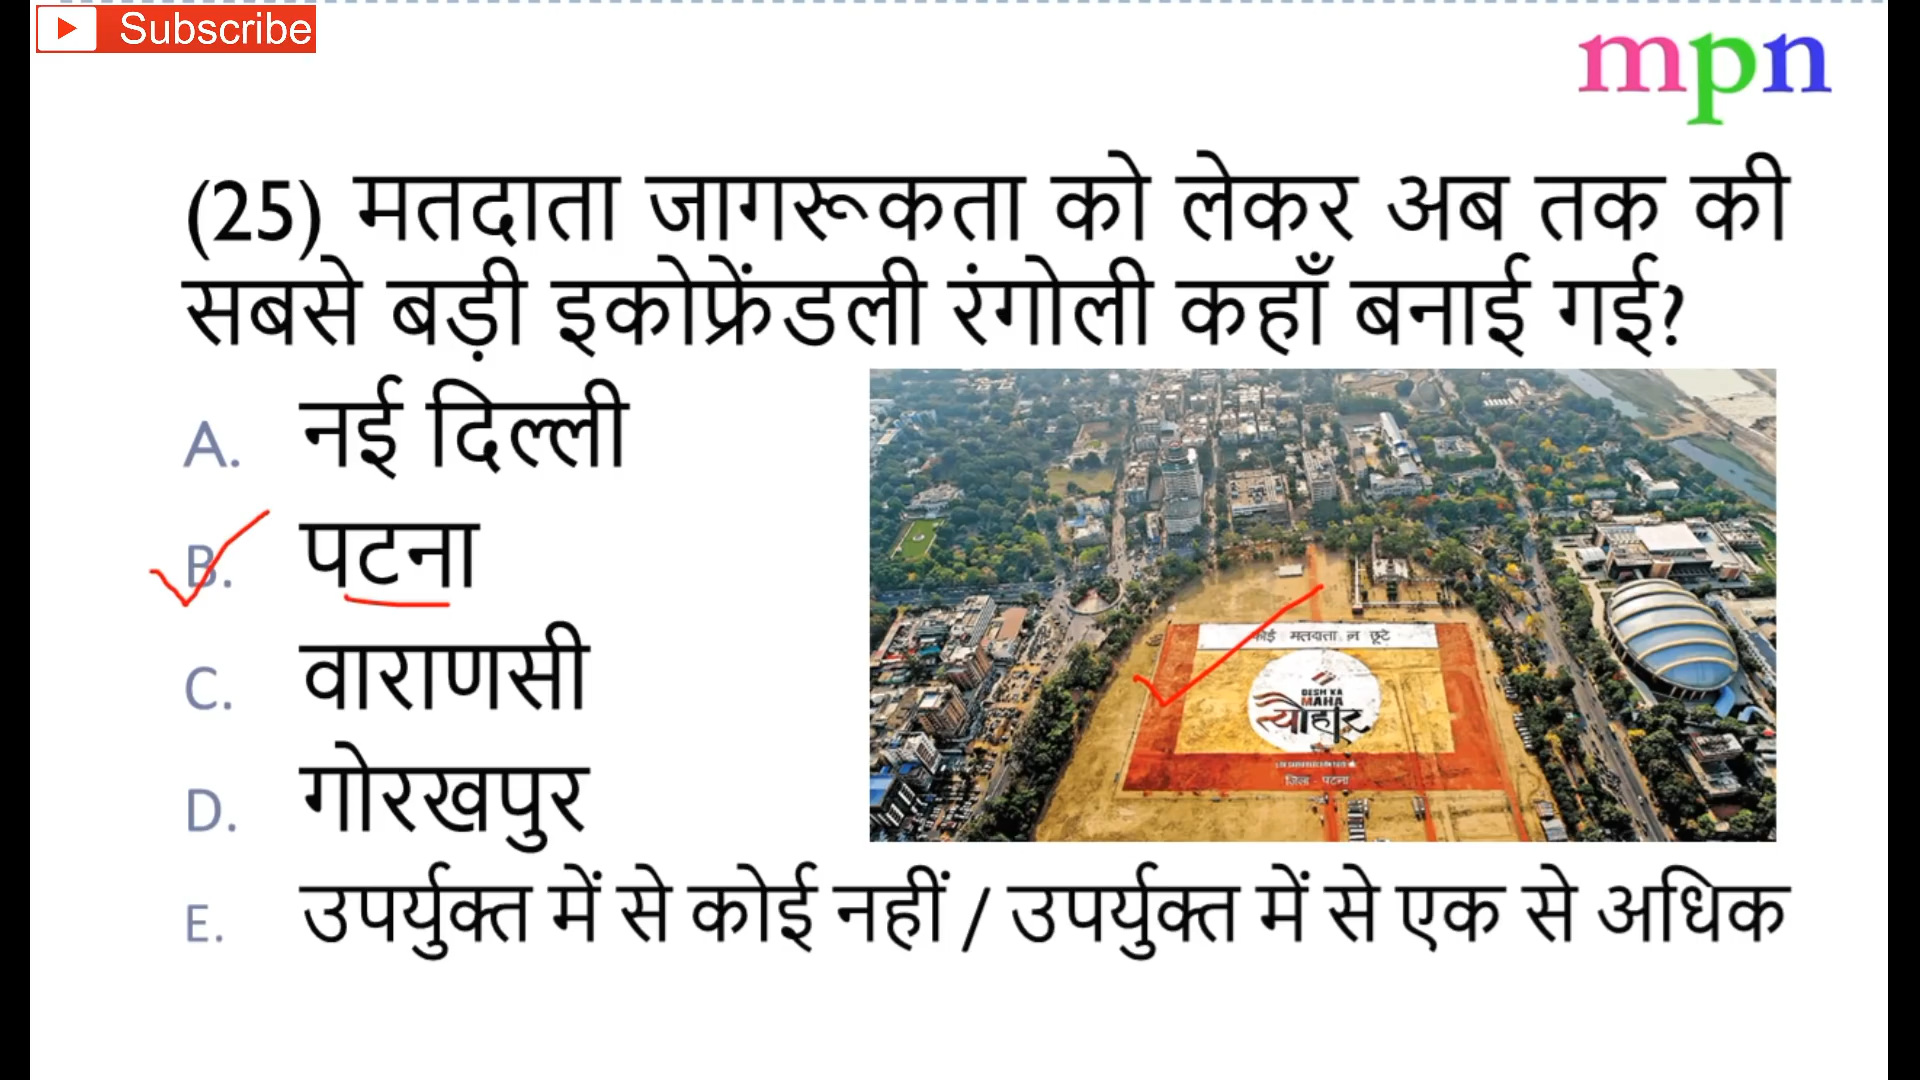 Subscribe
mpn
(25) मतदाता जागरूकता को लेकर अब तक की
सबसे बड़ी इकोफ्रेंडली रंगोली कहाँ बनाई गई?
A. नई दिल्ली
B. पटना
C. वाराणसी
D. गोरखपुर
E. उपर्युक्त में से कोई नहीं / उपर्युक्त में से एक से अधिक
कोई मतदाता न छूटे
DESH KA
MAHA
त्यौहार
जिला - पटना